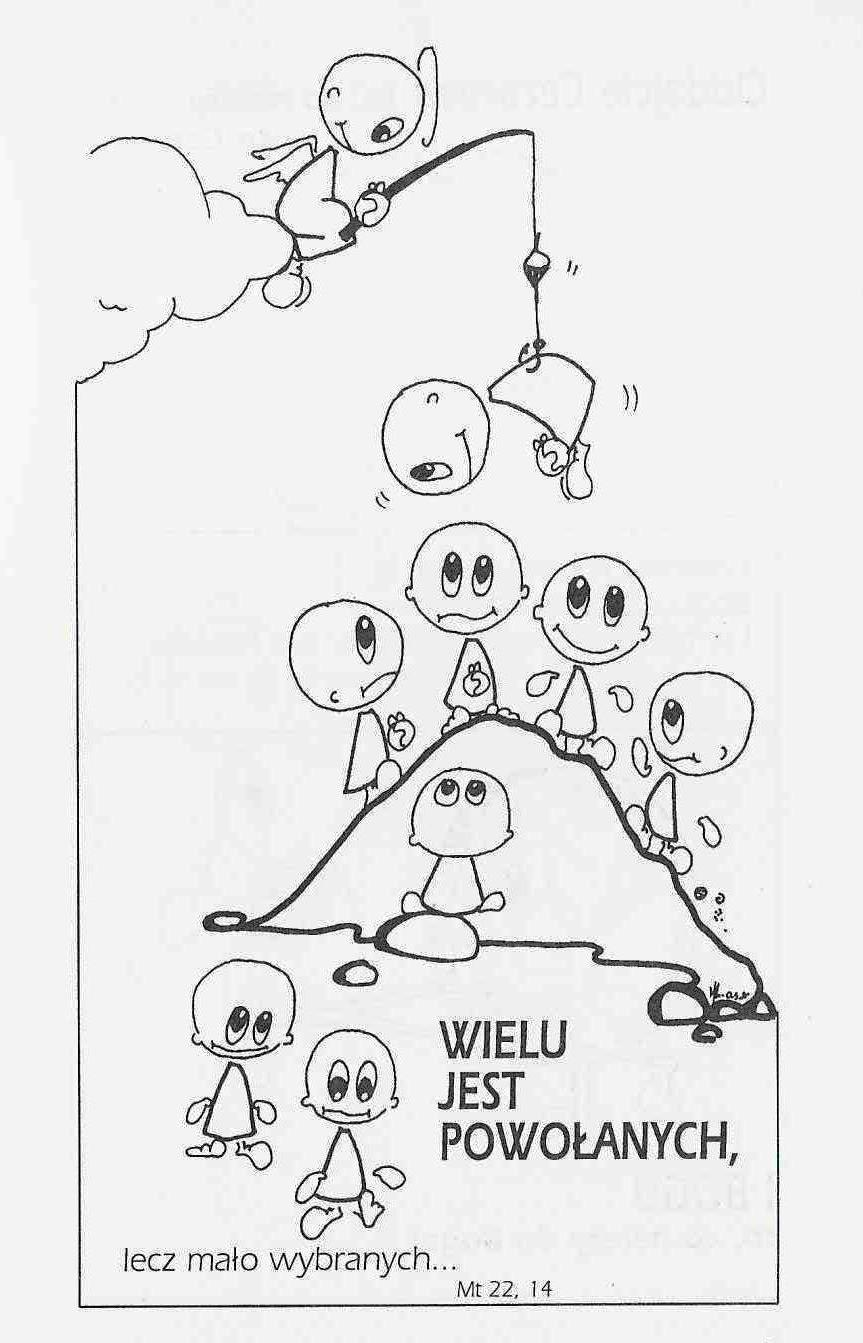 WIELU
JEST
POWOŁANYCH,
lecz mało wybranych...
Mt 22, 14